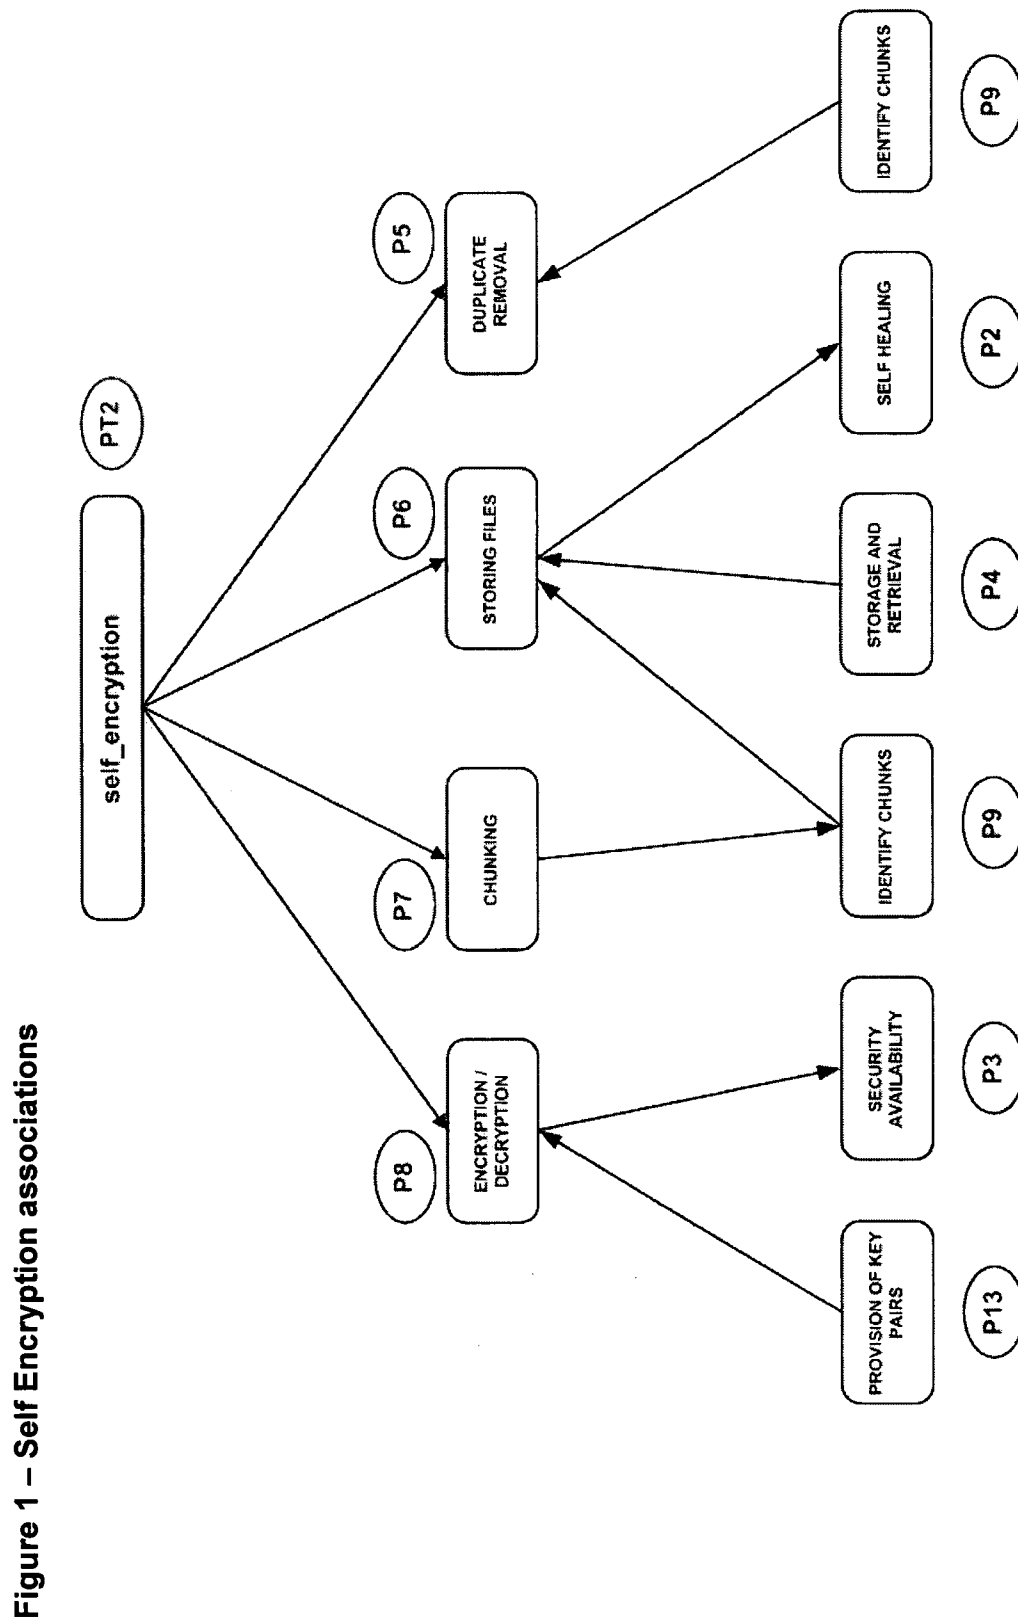 Figure 1 – Self Encryption associations
self_encryption
PT2
P8
P7
P6
P5
ENCRYPTION /
DECRYPTION
CHUNKING
STORING FILES
DUPLICATE
REMOVAL
PROVISION OF KEY
PAIRS
SECURITY
AVAILABILITY
IDENTIFY CHUNKS
STORAGE AND
RETRIEVAL
SELF HEALING
IDENTIFY CHUNKS
P13
P3
P9
P4
P2
P9